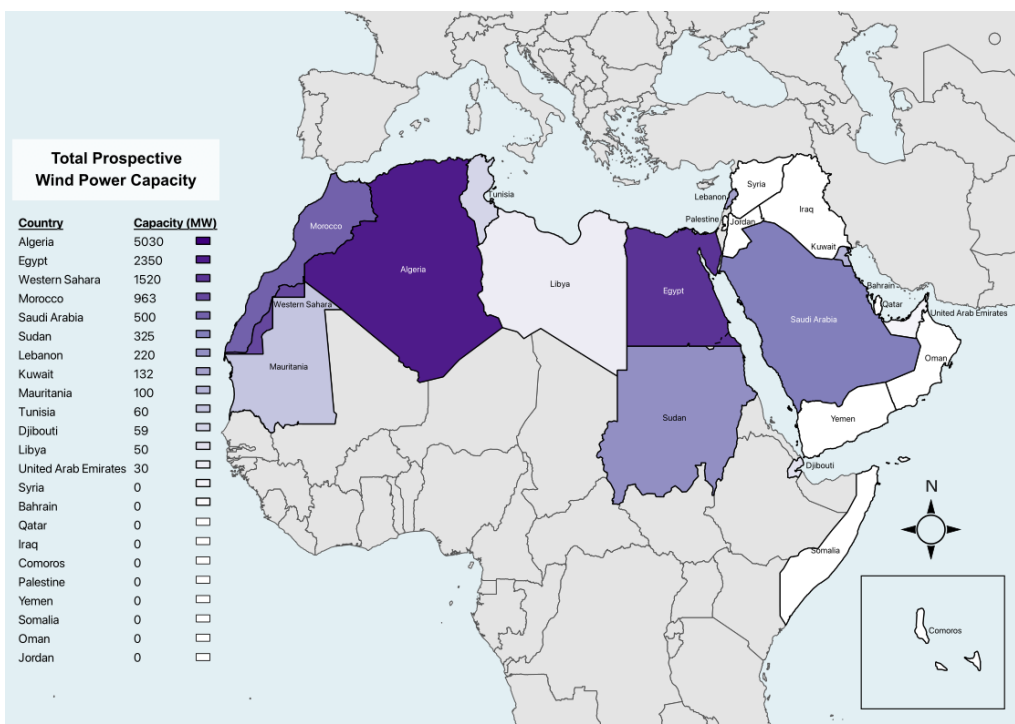 Total Prospective
Wind Power Capacity
Country Capacity (MW)
Algeria 5030
Egypt 2350
Western Sahara 1520
Morocco 963
Saudi Arabia 500
Sudan 325
Lebanon 220
Kuwait 132
Mauritania 100
Tunisia 60
Djibouti 59
Libya 50
United Arab Emirates 30
Syria 0
Bahrain 0
Qatar 0
Iraq 0
Comoros 0
Palestine 0
Yemen 0
Somalia 0
Oman 0
Jordan 0
Tunisia
Morocco
Algeria
Western Sahara
Mauritania
Libya
Egypt
Sudan
Syria
Lebanon
Iraq
Palestine
Jordan
Kuwait
Bahrain
Qatar
United Arab Emirates
Saudi Arabia
Oman
Yemen
Djibouti
Somalia
N
Comoros